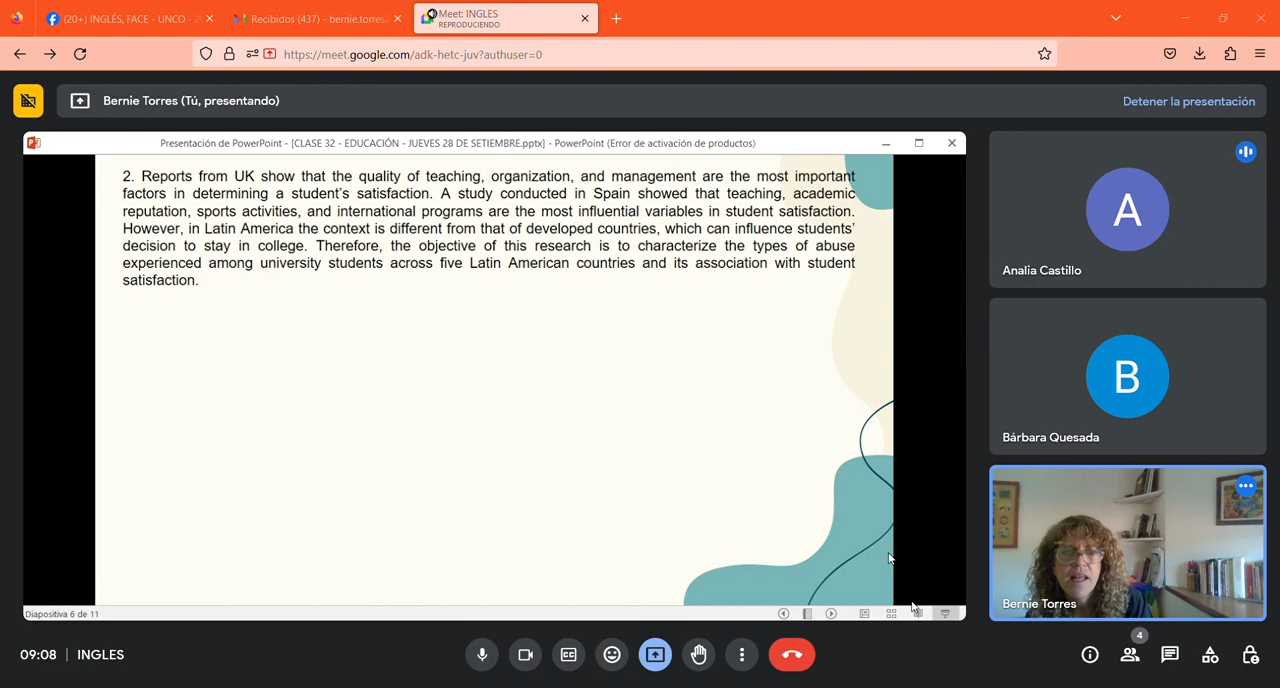 (20+) INGLÉS, FACE - UNCO - 2
Recibidos (437) - bernie.torres
Meet: INGLES
REPRODUCIENDO
https://meet.google.com/adk-hetc-juv?authuser=0
Bernie Torres (Tú, presentando)
Detener la presentación
Presentación de PowerPoint - [CLASE 32 - EDUCACIÓN - JUEVES 28 DE SETIEMBRE.pptx] - PowerPoint (Error de activación de productos)
2. Reports from UK show that the quality of teaching, organization, and management are the most important
factors in determining a student's satisfaction. A study conducted in Spain showed that teaching, academic
reputation, sports activities, and international programs are the most influential variables in student satisfaction.
However, in Latin America the context is different from that of developed countries, which can influence students'
decision to stay in college. Therefore, the objective of this research is to characterize the types of abuse
experienced among university students across five Latin American countries and its association with student
satisfaction.
Diapositiva 6 de 11
A
Analia Castillo
B
Bárbara Quesada
Bernie Torres
09:08 | INGLES
4